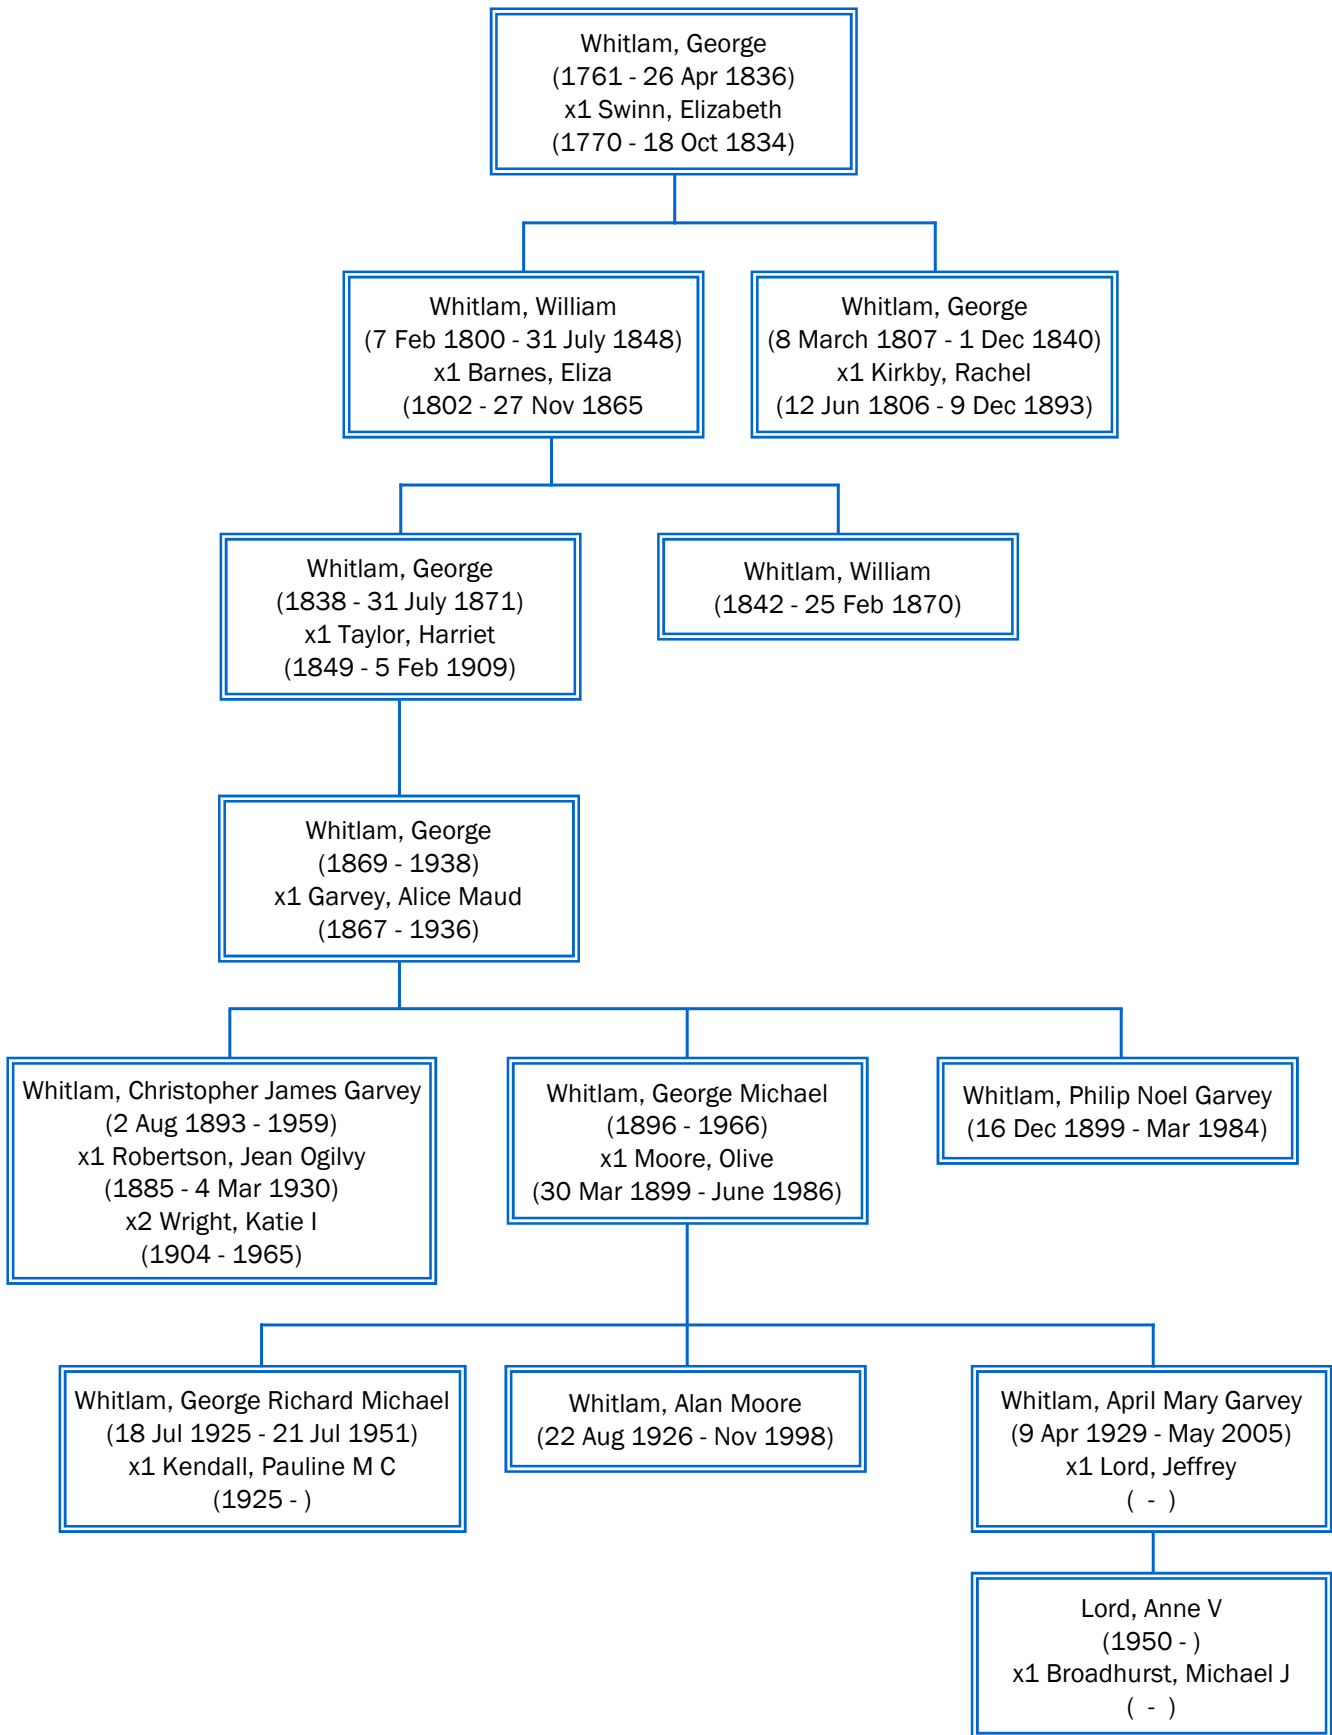 Whitlam, George
(1761 - 26 Apr 1836)
x1 Swinn, Elizabeth
(1770 - 18 Oct 1834)
Whitlam, William
(7 Feb 1800 - 31 July 1848)
x1 Barnes, Eliza
(1802 - 27 Nov 1865
Whitlam, George
(8 March 1807 - 1 Dec 1840)
x1 Kirkby, Rachel
(12 Jun 1806 - 9 Dec 1893)
Whitlam, George
(1838 - 31 July 1871)
x1 Taylor, Harriet
(1849 - 5 Feb 1909)
Whitlam, William
(1842 - 25 Feb 1870)
Whitlam, George
(1869 - 1938)
x1 Garvey, Alice Maud
(1867 - 1936)
Whitlam, Christopher James Garvey
(2 Aug 1893 - 1959)
x1 Robertson, Jean Ogilvy
(1885 - 4 Mar 1930)
x2 Wright, Katie I
(1904 - 1965)
Whitlam, George Michael
(1896 - 1966)
x1 Moore, Olive
(30 Mar 1899 - June 1986)
Whitlam, Philip Noel Garvey
(16 Dec 1899 - Mar 1984)
Whitlam, George Richard Michael
(18 Jul 1925 - 21 Jul 1951)
x1 Kendall, Pauline M C
(1925 - )
Whitlam, Alan Moore
(22 Aug 1926 - Nov 1998)
Whitlam, April Mary Garvey
(9 Apr 1929 - May 2005)
x1 Lord, Jeffrey
( - )
Lord, Anne V
(1950 - )
x1 Broadhurst, Michael J
( - )